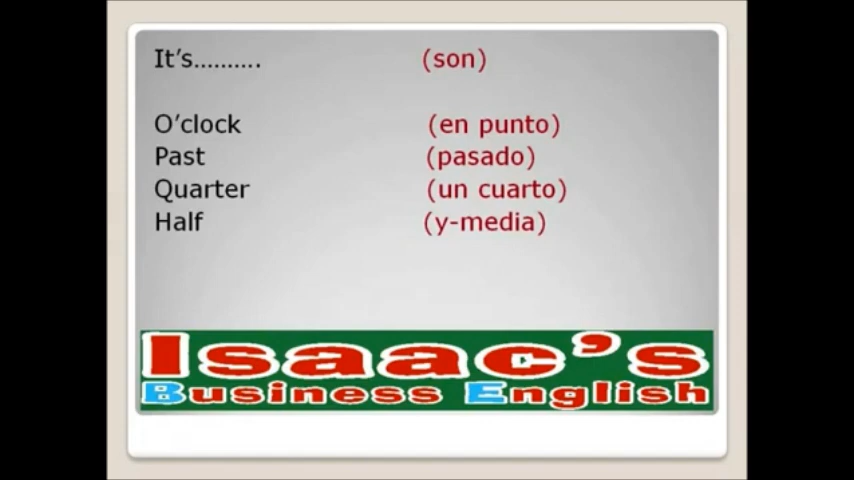 It's.......... (son)
O'clock (en punto)
Past (pasado)
Quarter (un cuarto)
Half (y-media)
Isaac's
Business English